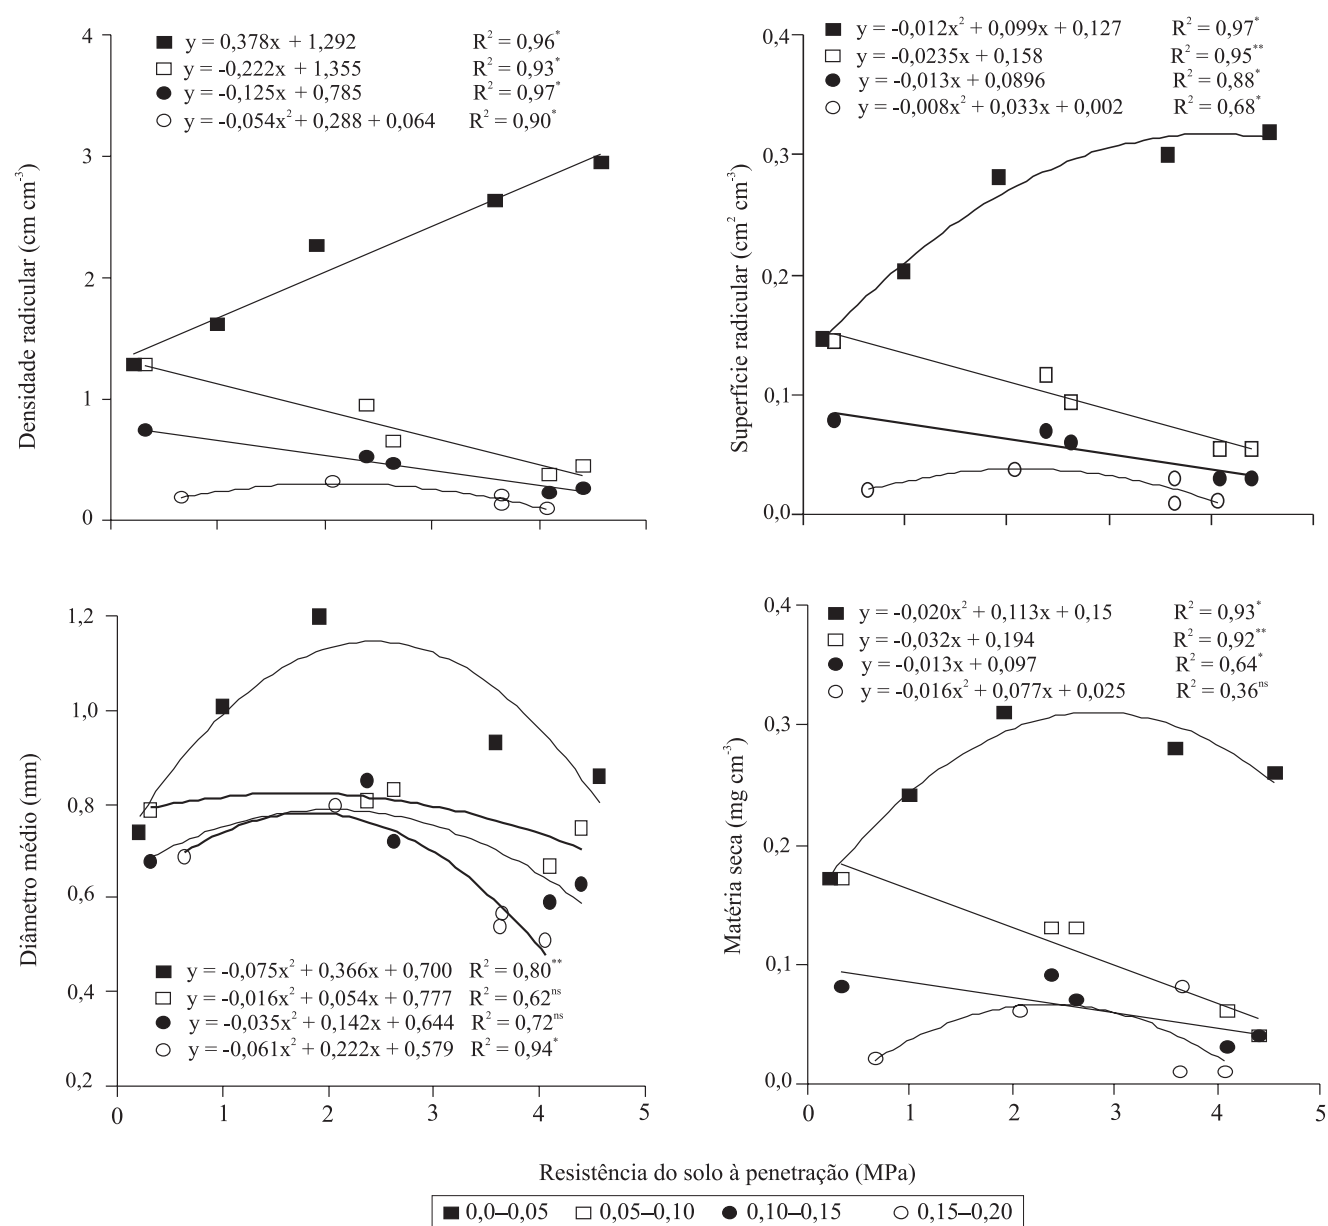 4
3
2
1
0
Densidade radicular (cm cm⁻³)
■ y = 0,378x + 1,292 R² = 0,96*
□ y = -0,222x + 1,355 R² = 0,93*
● y = -0,125x + 0,785 R² = 0,97*
○ y = -0,054x² + 0,288 + 0,064 R² = 0,90*
0,4
0,3
0,2
0,1
0,0
Superfície radicular (cm² cm⁻³)
■ y = -0,012x² + 0,099x + 0,127 R² = 0,97*
□ y = -0,0235x + 0,158 R² = 0,95**
● y = -0,013x + 0,0896 R² = 0,88*
○ y = -0,008x² + 0,033x + 0,002 R² = 0,68*
1,2
1,0
0,8
0,6
0,4
0,2
Diâmetro médio (mm)
■ y = -0,075x² + 0,366x + 0,700 R² = 0,80**
□ y = -0,016x² + 0,054x + 0,777 R² = 0,62ⁿˢ
● y = -0,035x² + 0,142x + 0,644 R² = 0,72ⁿˢ
○ y = -0,061x² + 0,222x + 0,579 R² = 0,94*
0 1 2 3 4 5
0,4
0,3
0,2
0,1
0,0
Matéria seca (mg cm⁻³)
■ y = -0,020x² + 0,113x + 0,15 R² = 0,93*
□ y = -0,032x + 0,194 R² = 0,92**
● y = -0,013x + 0,097 R² = 0,64*
○ y = -0,016x² + 0,077x + 0,025 R² = 0,36ⁿˢ
0 1 2 3 4 5
Resistência do solo à penetração (MPa)
■ 0,0–0,05 □ 0,05–0,10 ● 0,10–0,15 ○ 0,15–0,20